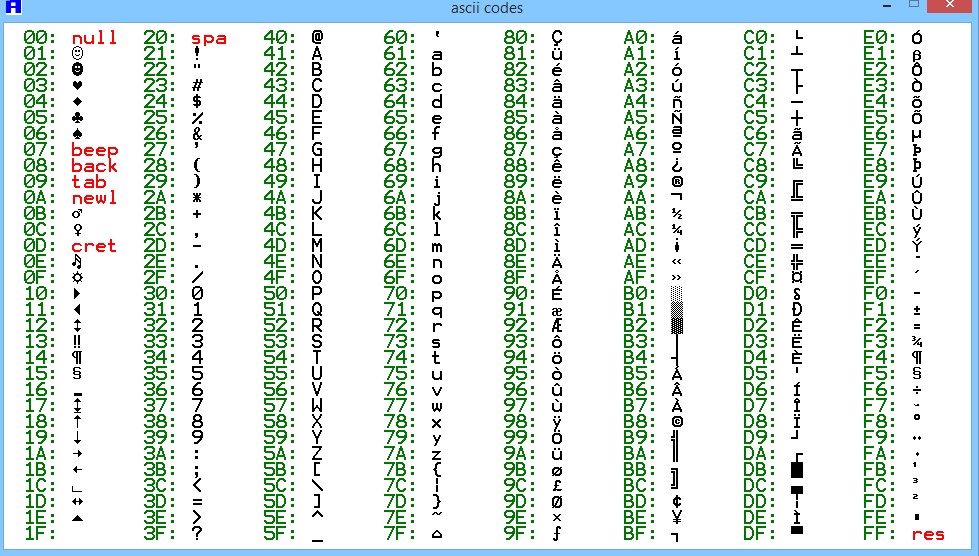 ascii codes
00: null 20: spa 40: @ 60: ` 80: Ç A0: á C0: └ E0: Ó
01: ☺ 21: ! 41: A 61: a 81: ü A1: í C1: ┴ E1: ß
02: ☻ 22: " 42: B 62: b 82: é A2: ó C2: ┬ E2: Ô
03: ♥ 23: # 43: C 63: c 83: â A3: ú C3: ├ E3: Ò
04: ♦ 24: $ 44: D 64: d 84: ä A4: ñ C4: ─ E4: õ
05: ♣ 25: % 45: E 65: e 85: à A5: Ñ C5: ┼ E5: Õ
06: ♠ 26: & 46: F 66: f 86: å A6: ª C6: ã E6: µ
07: beep 27: ' 47: G 67: g 87: ç A7: º C7: Ã E7: þ
08: back 28: ( 48: H 68: h 88: ê A8: ¿ C8: ╚ E8: Þ
09: tab 29: ) 49: I 69: i 89: ë A9: ® C9: ╔ E9: Ú
0A: newl 2A: * 4A: J 6A: j 8A: è AA: ¬ CA: ╩ EA: Û
0B: ♂ 2B: + 4B: K 6B: k 8B: ï AB: ½ CB: ╦ EB: Ù
0C: ♀ 2C: , 4C: L 6C: l 8C: î AC: ¼ CC: ╠ EC: ý
0D: cret 2D: - 4D: M 6D: m 8D: ì AD: ¡ CD: ═ ED: Ý
0E: ♫ 2E: . 4E: N 6E: n 8E: Ä AE: « CE: ╬ EE: ¯
0F: ☼ 2F: / 4F: O 6F: o 8F: Å AF: » CF: ¤ EF: ´
10: ► 30: 0 50: P 70: p 90: É B0: ░ D0: ð F0: -
11: ◄ 31: 1 51: Q 71: q 91: æ B1: ▒ D1: Ð F1: ±
12: ↕ 32: 2 52: R 72: r 92: Æ B2: ▓ D2: Ê F2: =
13: ‼ 33: 3 53: S 73: s 93: ô B3: │ D3: Ë F3: ¾
14: ¶ 34: 4 54: T 74: t 94: ö B4: ┤ D4: È F4: ¶
15: § 35: 5 55: U 75: u 95: ò B5: Á D5: ' F5: §
16: ▬ 36: 6 56: V 76: v 96: û B6: Â D6: Í F6: ÷
17: ↨ 37: 7 57: W 77: w 97: ù B7: À D7: Î F7: ¸
18: ↑ 38: 8 58: X 78: x 98: ÿ B8: © D8: Ï F8: °
19: ↓ 39: 9 59: Y 79: y 99: Ö B9: ╣ D9: ┘ F9: ¨
1A: → 3A: : 5A: Z 7A: z 9A: ü BA: ║ DA: ┌ FA: ·
1B: ← 3B: ; 5B: [ 7B: { 9B: ø BB: ╗ DB: █ FB: ¹
1C: ∟ 3C: < 5C: \ 7C: | 9C: £ BC: ╝ DC: ▄ FC: ³
1D: ↔ 3D: = 5D: ] 7D: } 9D: Ø BD: ¢ DD: ¦ FD: ²
1E: ▲ 3E: > 5E: ^ 7E: ~ 9E: × BE: ¥ DE: Ì FE: ■
1F: 3F: ? 5F: _ 7F: ⌂ 9F: ƒ BF: ┐ DF: ▀ FF: res